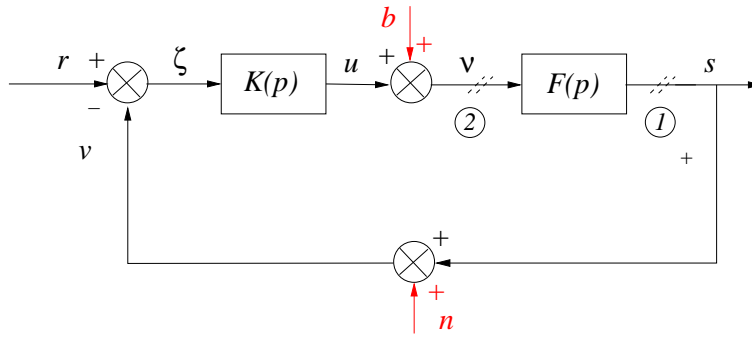 b
+
r + ζ K(p) u + ν F(p) s
−
2 1
v +
+
+
n